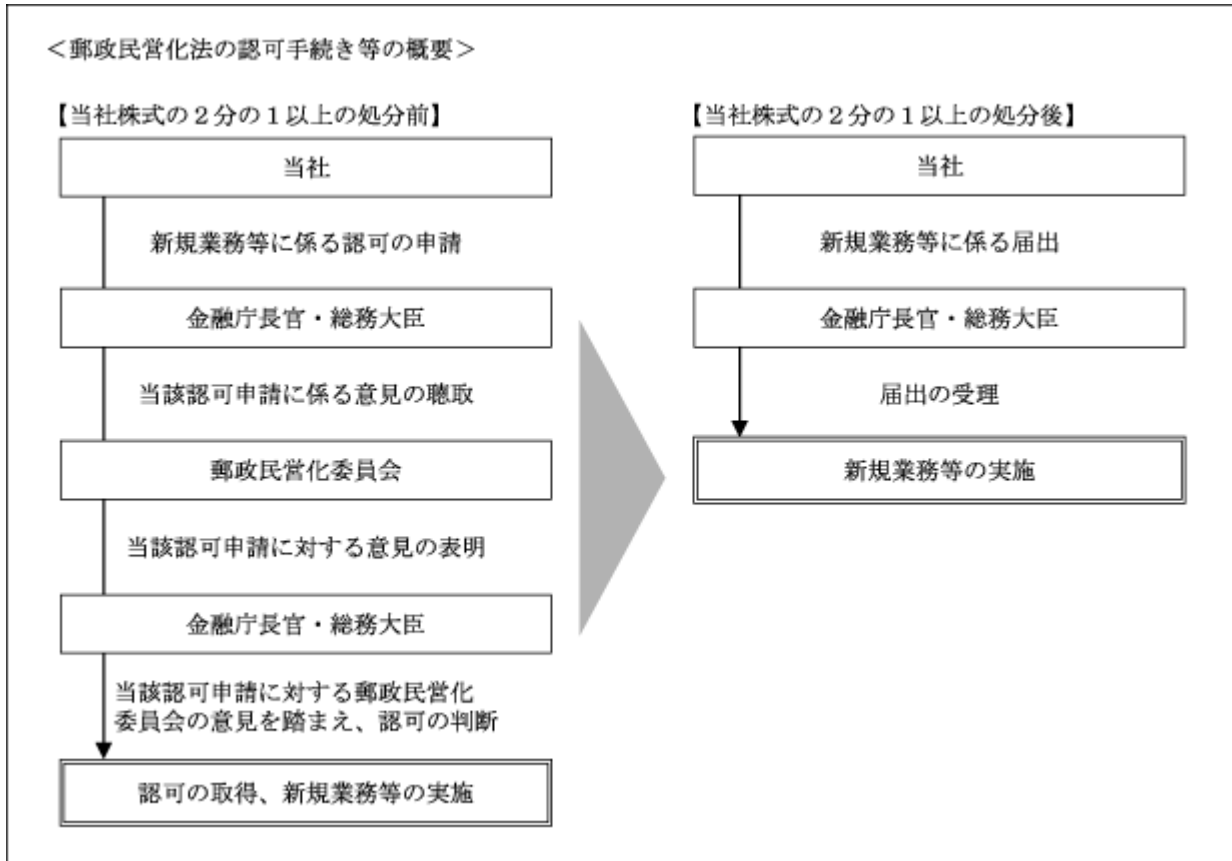 ＜郵政民営化法の認可手続き等の概要＞
【当社株式の２分の１以上の処分前】
当社
新規業務等に係る認可の申請
金融庁長官・総務大臣
当該認可申請に係る意見の聴取
郵政民営化委員会
当該認可申請に対する意見の表明
金融庁長官・総務大臣
当該認可申請に対する郵政民営化
委員会の意見を踏まえ、認可の判断
認可の取得、新規業務等の実施
【当社株式の２分の１以上の処分後】
当社
新規業務等に係る届出
金融庁長官・総務大臣
届出の受理
新規業務等の実施